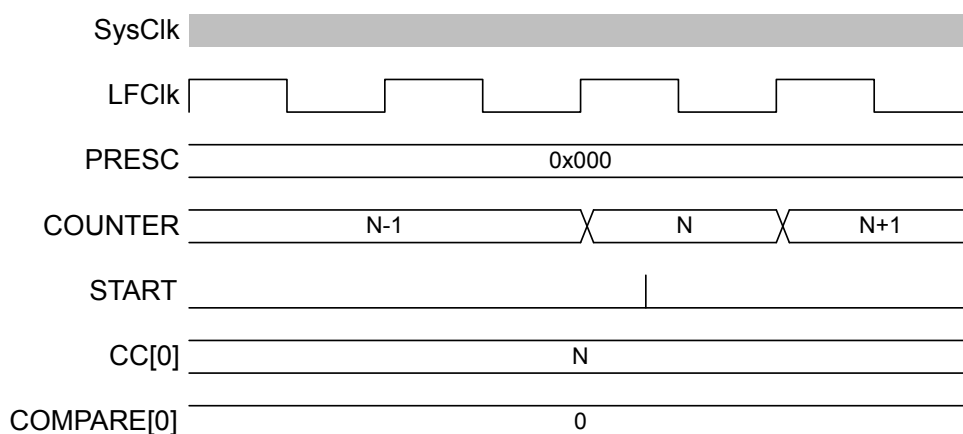 SysClk
LFClk
PRESC 0x000
COUNTER N-1 N N+1
START
CC[0] N
COMPARE[0] 0